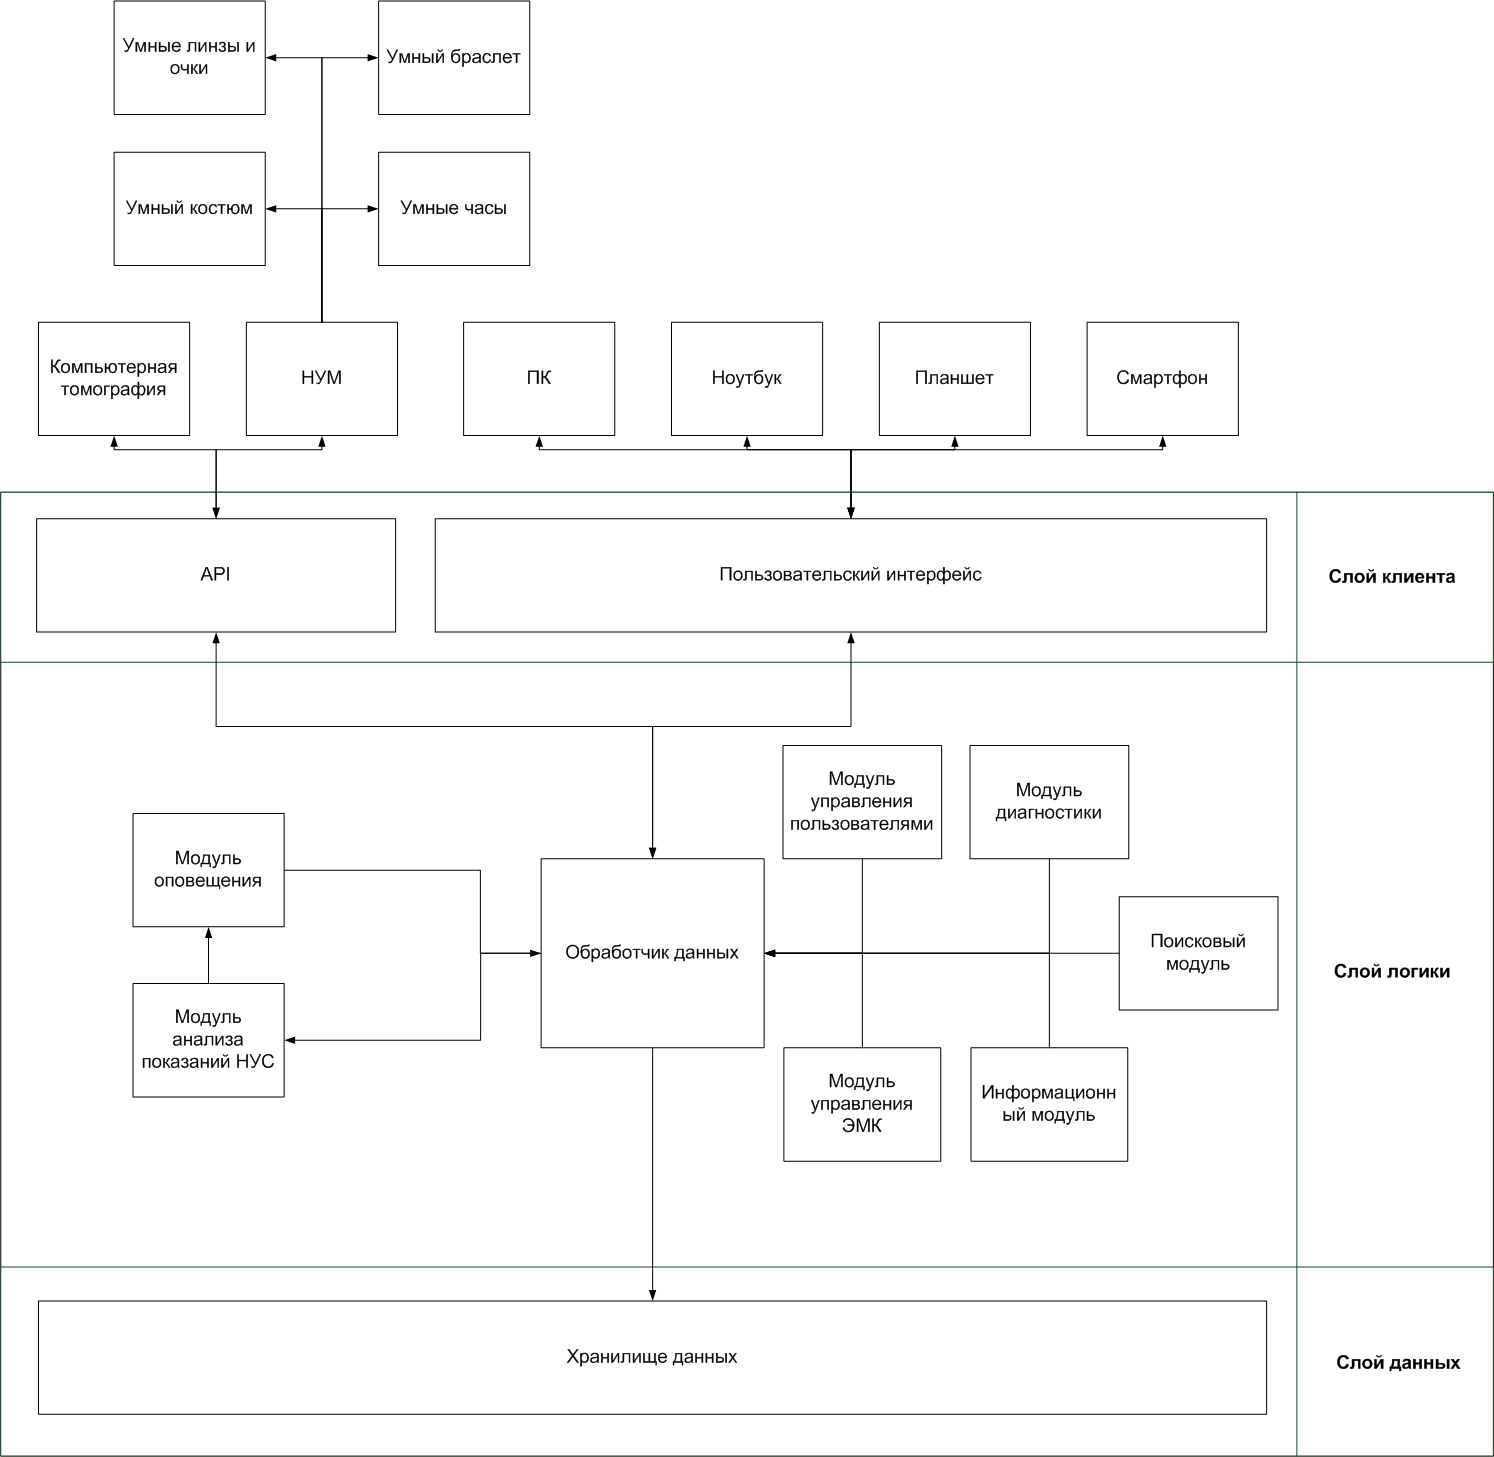 Умные линзы и
очки
Умный браслет
Умный костюм
Умные часы
Компьютерная
томография
НУМ
ПК
Ноутбук
Планшет
Смартфон
API
Пользовательский интерфейс
Слой клиента
Модуль
управления
пользователями
Модуль
диагностики
Модуль
оповещения
Обработчик данных
Поисковый
модуль
Слой логики
Модуль
анализа
показаний НУС
Модуль
управления
ЭМК
Информационн
ый модуль
Хранилище данных
Слой данных